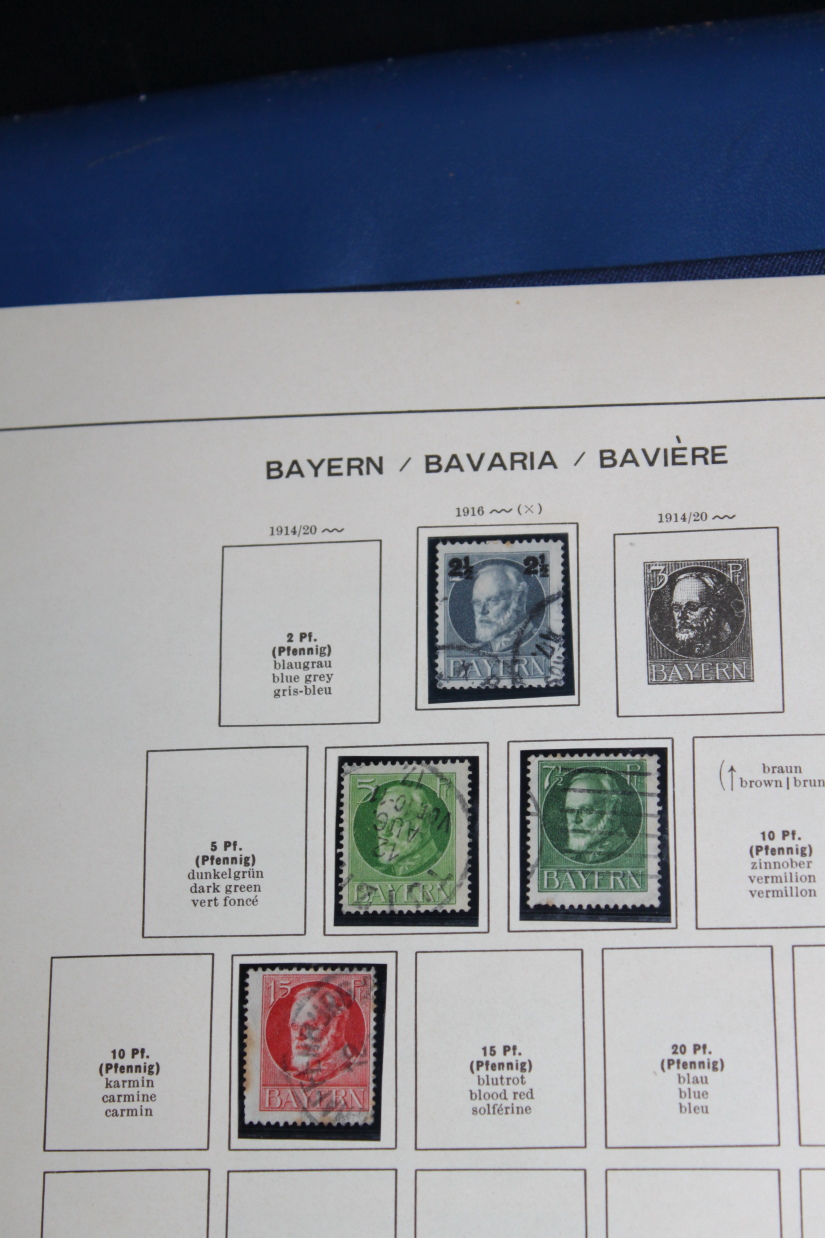 BAYERN / BAVARIA / BAVIÈRE
1914/20
1916 (×)
1914/20
2 Pf.
(Pfennig)
blaugrau
blue grey
gris-bleu
2½ 2½
BAYERN
3 Pf
BAYERN
5 Pf.
(Pfennig)
dunkelgrün
dark green
vert foncé
5 Pf
12
AUG
17
BAYERN
7½ Pf
BAYERN
braun
brown|brun
10 Pf.
(Pfennig)
zinnober
vermilion
vermillon
10 Pf.
(Pfennig)
karmin
carmine
carmin
15 Pf
BAYERN
15 Pf.
(Pfennig)
blutrot
blood red
solférine
20 Pf.
(Pfennig)
blau
blue
bleu